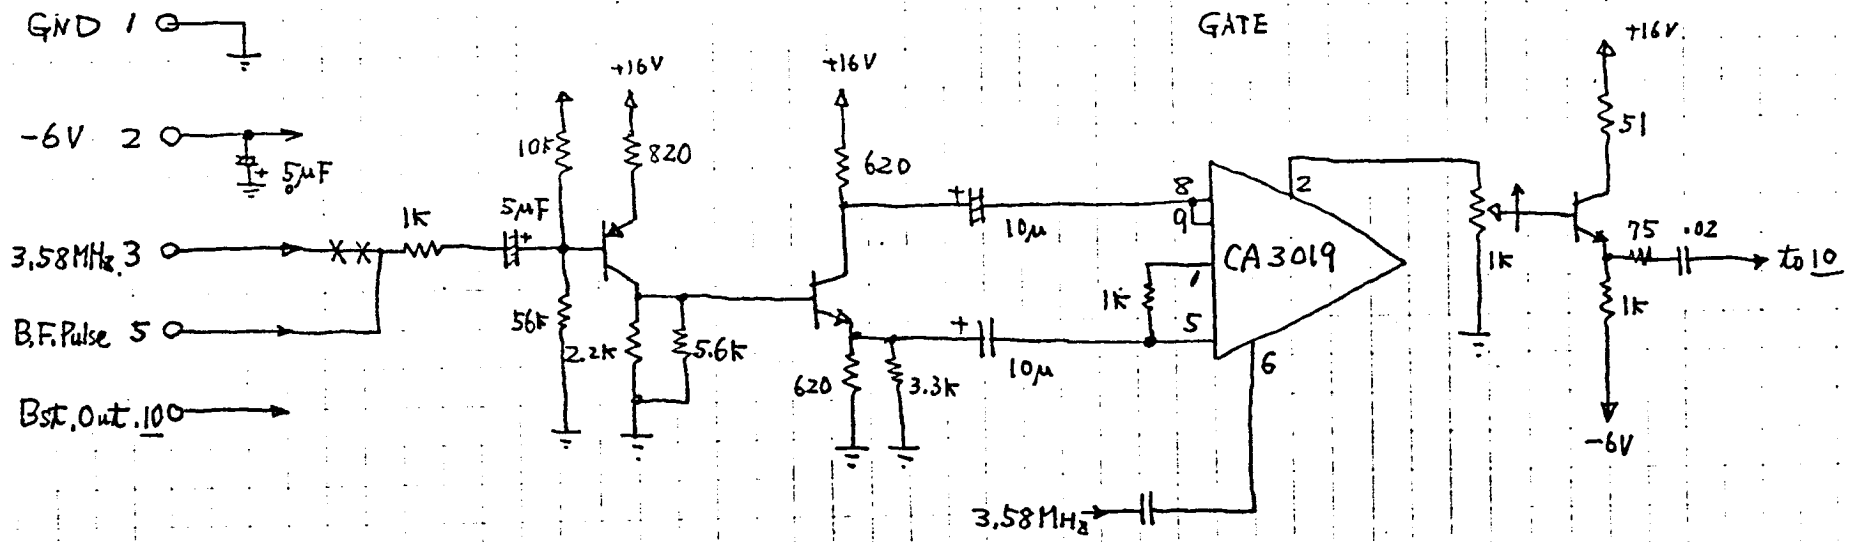 GND 1
GATE
+16V
+16V
+16V
-6V 2
+ 5μF
10K
820
620
51
1K
5μF
+
+
10μ
8
9
2
3.58MHz. 3
CA3019
1K
75
.02
to 10
B.F. Pulse 5
56K
2.2K
5.6K
1K
1
5
+
10μ
6
1K
620
3.3K
Bst. Out. 10
-6V
3.58MHz